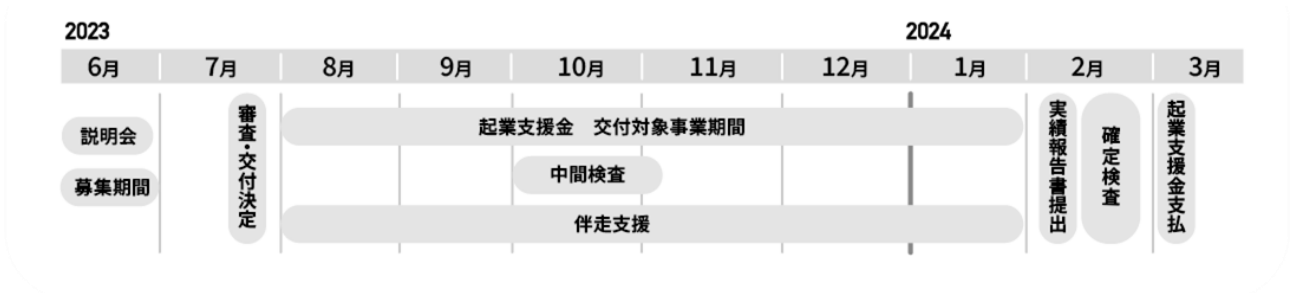 2023
2024
6月
7月
8月
9月
10月
11月
12月
1月
2月
3月
説明会
募集期間
審査・交付決定
起業支援金　交付対象事業期間
中間検査
伴走支援
実績報告書提出
確定検査
起業支援金支払